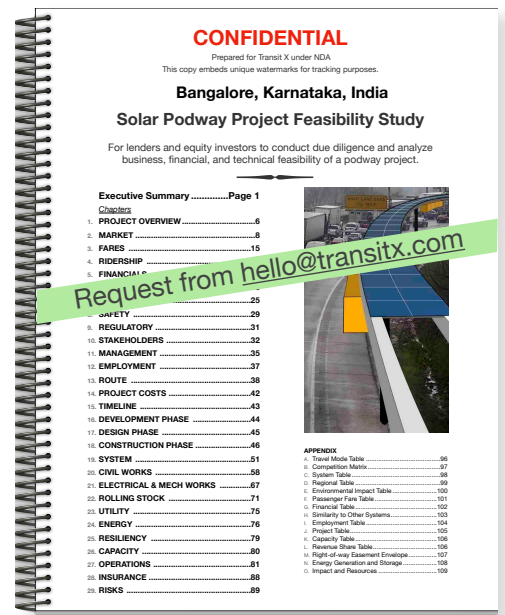 CONFIDENTIAL
Prepared for Transit X under NDA
This copy embeds unique watermarks for tracking purposes.
Bangalore, Karnataka, India
Solar Podway Project Feasibility Study
For lenders and equity investors to conduct due diligence and analyze
business, financial, and technical feasibility of a podway project.
Executive Summary ..............Page 1
Chapters
1. PROJECT OVERVIEW ...................................6
2. MARKET ...................................................8
3. FARES ...................................................15
4. RIDERSHIP
5. FINANCIALS
Request from hello@transitx.com
25
8. SAFETY ...................................................29
9. REGULATORY ...........................................31
10. STAKEHOLDERS .......................................32
11. MANAGEMENT .........................................35
12. EMPLOYMENT .........................................37
13. ROUTE ..................................................38
14. PROJECT COSTS ......................................42
15. TIMELINE ...............................................43
16. DEVELOPMENT PHASE ..............................44
17. DESIGN PHASE ........................................45
18. CONSTRUCTION PHASE .............................46
19. SYSTEM .................................................51
20. CIVIL WORKS ..........................................58
21. ELECTRICAL & MECH WORKS .....................67
22. ROLLING STOCK ......................................71
23. UTILITY .................................................75
24. ENERGY .................................................76
25. RESILIENCY ............................................79
26. CAPACITY ..............................................80
27. OPERATIONS ..........................................81
28. INSURANCE ............................................88
29. RISKS ...................................................89
APPENDIX
A. Travel Mode Table ........................................96
B. Competition Matrix .......................................97
C. System Table ..............................................98
D. Regional Table ............................................99
E. Environmental Impact Table ..........................100
F. Passenger Fare Table ...................................101
G. Financial Table ...........................................102
H. Similarity to Other Systems ..........................103
I. Employment Table .......................................104
J. Project Table .............................................105
K. Capacity Table ...........................................106
L. Revenue Share Table ...................................106
M. Right-of-way Easement Envelope ...................107
N. Energy Generation and Storage .....................108
O. Impact and Resources .................................109